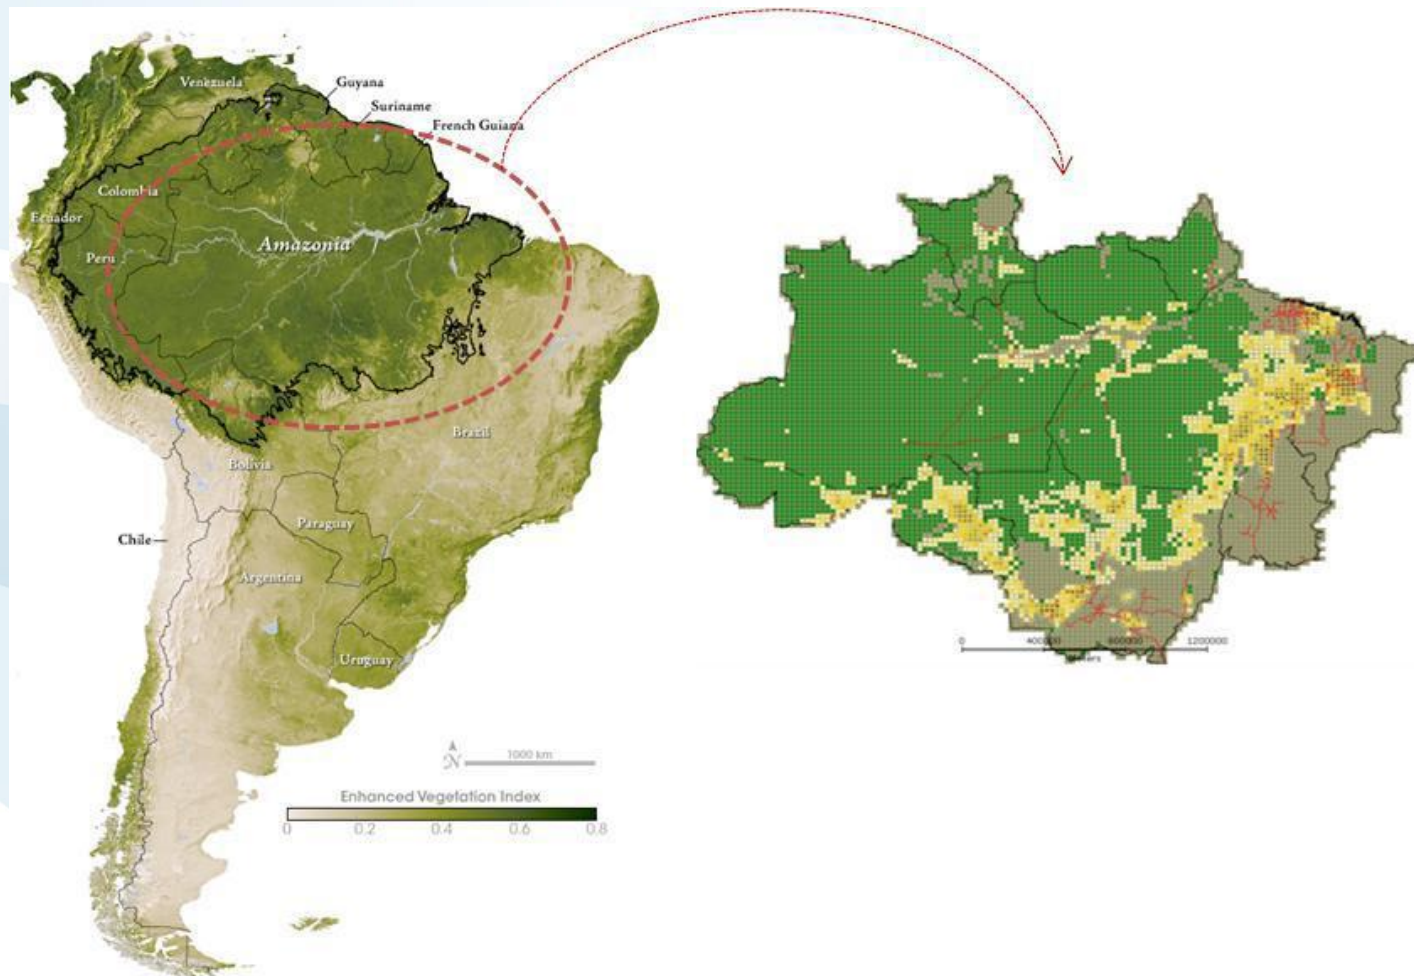 Venezuela
Guyana
Suriname
French Guiana
Colombia
Ecuador
Amazonia
Peru
Brazil
Bolivia
Paraguay
Chile
Argentina
Uruguay
N
1000 km
Enhanced Vegetation Index
0 0.2 0.4 0.6 0.8
0 1200000